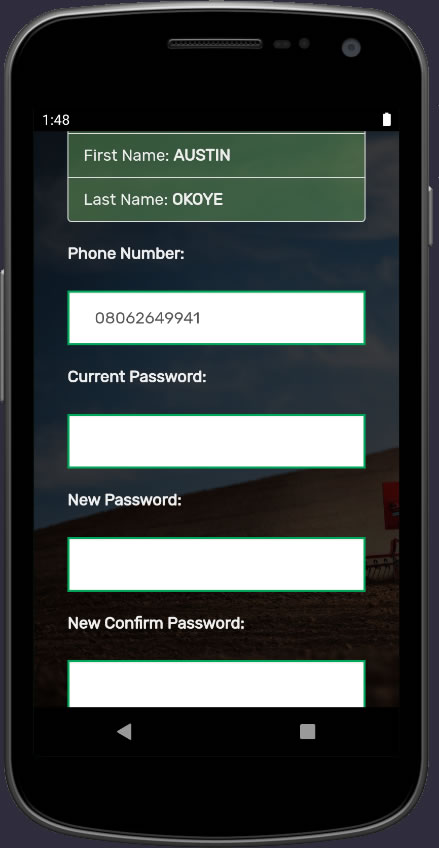 1:48
First Name: AUSTIN
Last Name: OKOYE
Phone Number:
08062649941
Current Password:
New Password:
New Confirm Password: